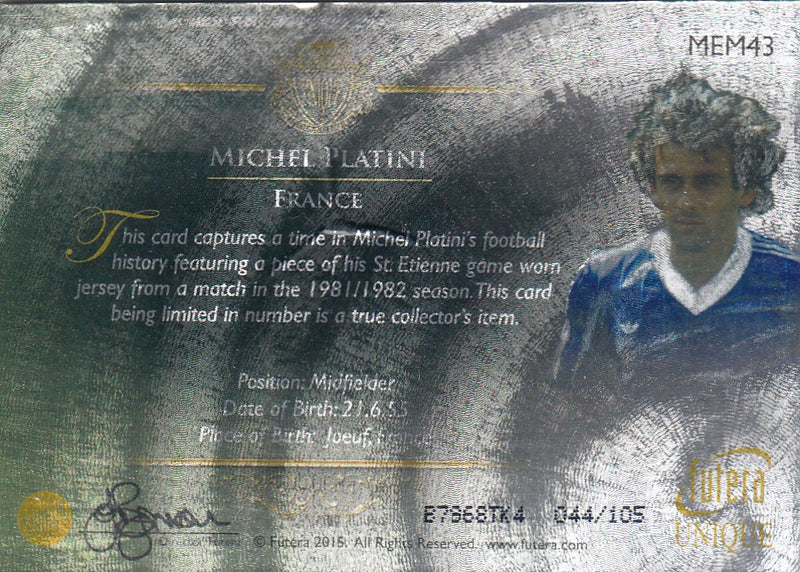 MEM43
MICHEL PLATINI
FRANCE
This card captures a time in Michel Platini's football
history featuring a piece of his St. Etienne game worn
jersey from a match in the 1981/1982 season. This card
being limited in number is a true collector's item.
Position: Midfielder
Date of Birth: 21.6.55
Place of Birth: Joeuf, France
futera
UNIQUE
B7968TK4 044/105
© Futera 2015. All Rights Reserved. www.futera.com